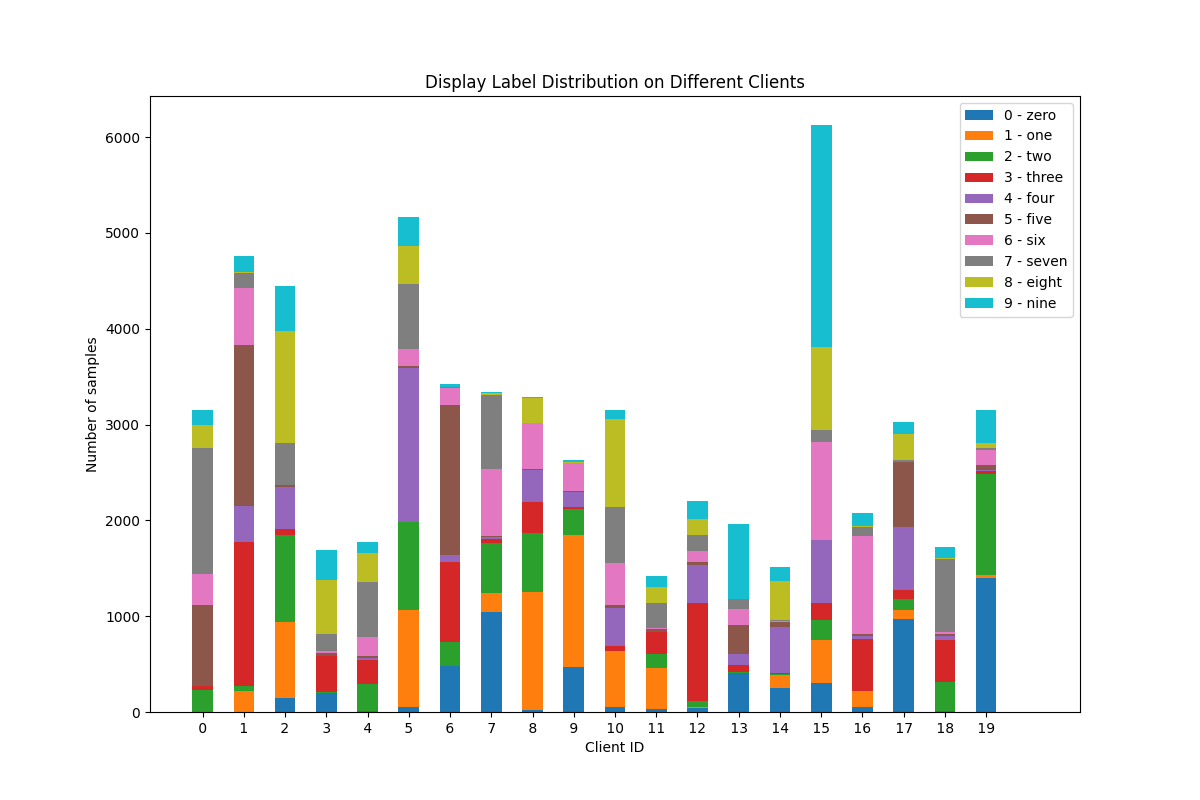 Display Label Distribution on Different Clients
Number of samples
6000
5000
4000
3000
2000
1000
0
0 - zero
1 - one
2 - two
3 - three
4 - four
5 - five
6 - six
7 - seven
8 - eight
9 - nine
0 1 2 3 4 5 6 7 8 9 10 11 12 13 14 15 16 17 18 19
Client ID